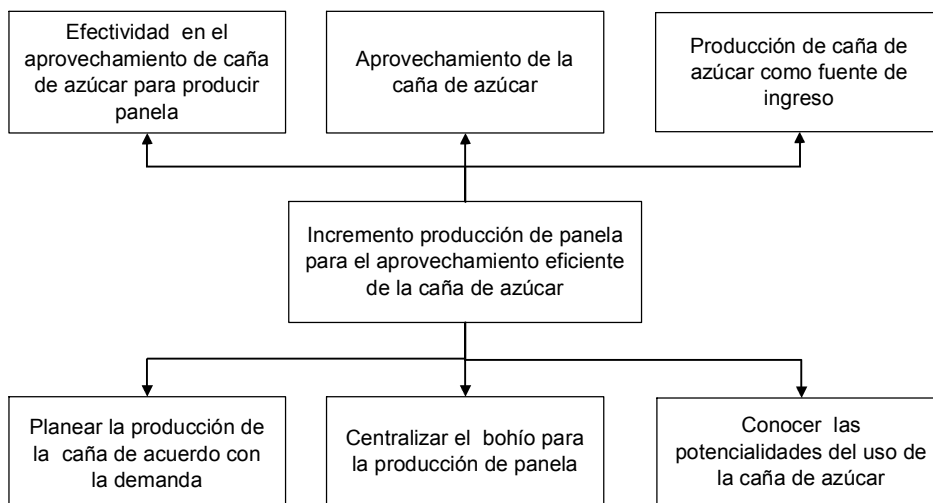 Efectividad en el
aprovechamiento de caña
de azúcar para producir
panela
Aprovechamiento de la
caña de azúcar
Producción de caña de
azúcar como fuente de
ingreso
Incremento producción de panela
para el aprovechamiento eficiente
de la caña de azúcar
Planear la producción de
la caña de acuerdo con
la demanda
Centralizar el bohío para
la producción de panela
Conocer las
potencialidades del uso de
la caña de azúcar